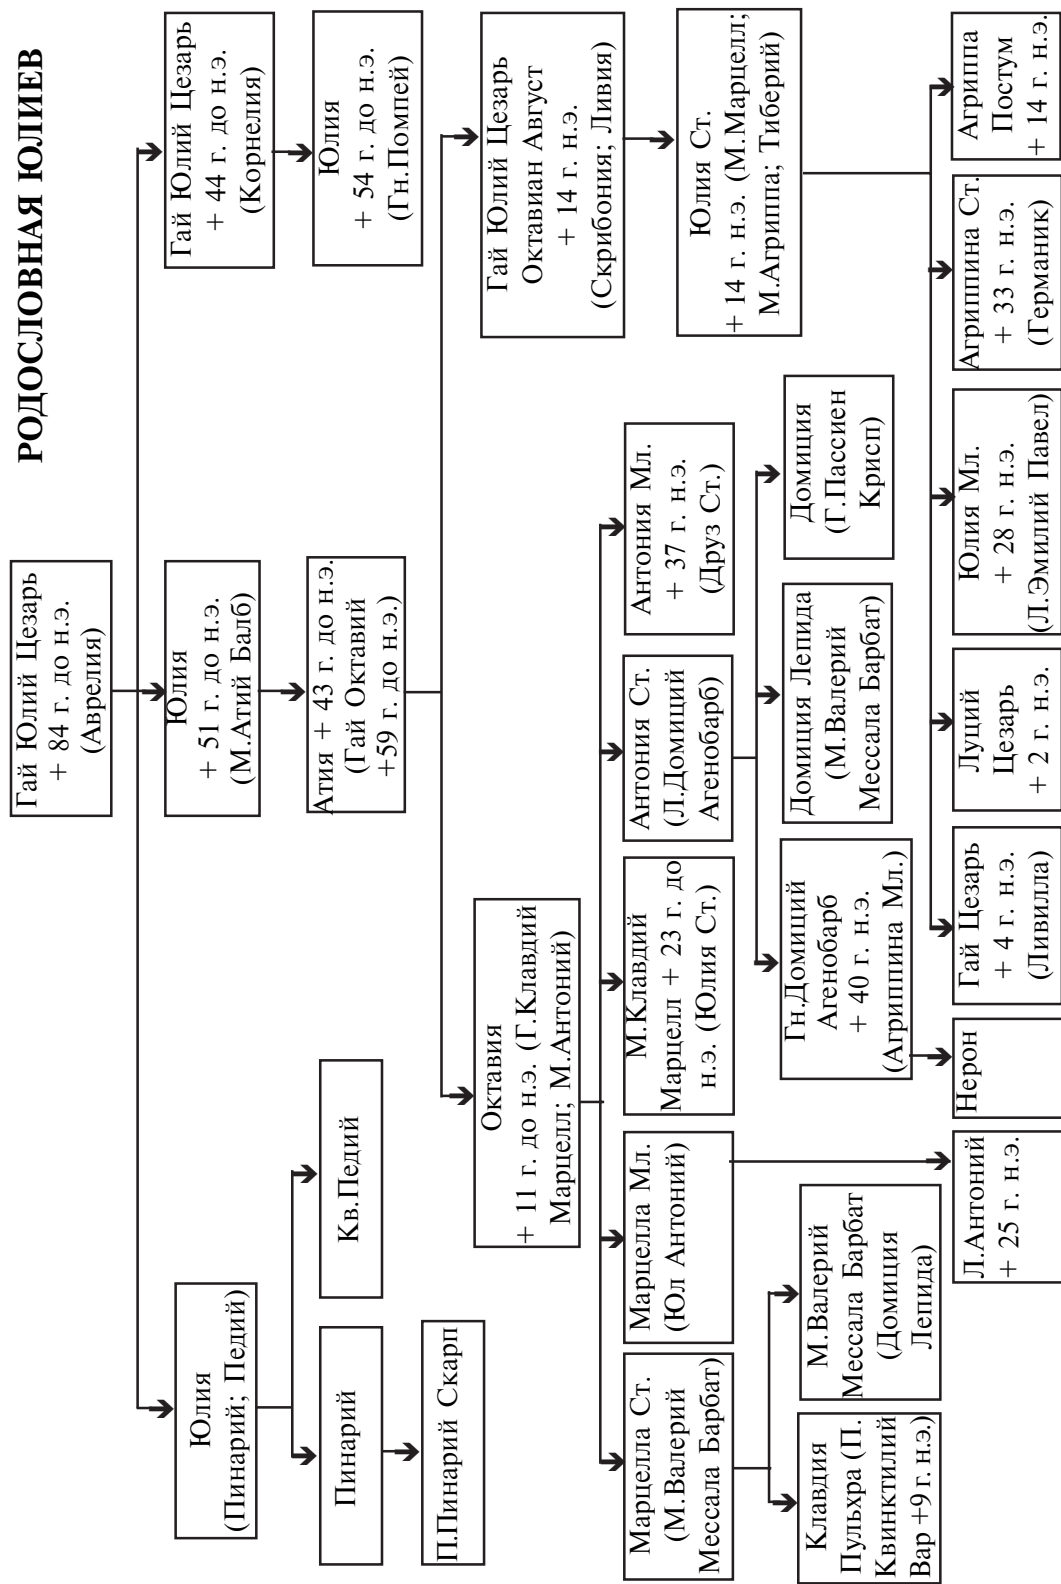 РОДОСЛОВНАЯ ЮЛИЕВ
Гай Юлий Цезарь
+ 84 г. до н.э.
(Аврелия)
Юлия
(Пинарий; Педий)
Юлия
+ 51 г. до н.э.
(М.Атий Балб)
Гай Юлий Цезарь
+ 44 г. до н.э.
(Корнелия)
Пинарий
Кв.Педий
Атия + 43 г. до н.э.
(Гай Октавий
+59 г. до н.э.)
Юлия
+ 54 г. до н.э.
(Гн.Помпей)
П.Пинарий Скарп
Октавия
+ 11 г. до н.э. (Г.Клавдий
Марцелл; М.Антоний)
Гай Юлий Цезарь
Октавиан Август
+ 14 г. н.э.
(Скрибония; Ливия)
Марцелла Ст.
(М.Валерий
Мессала Барбат)
Марцелла Мл.
(Юл Антоний)
М.Клавдий
Марцелл + 23 г. до
н.э. (Юлия Ст.)
Антония Ст.
(Л.Домиций
Агенобарб)
Антония Мл.
+ 37 г. н.э.
(Друз Ст.)
Юлия Ст.
+ 14 г. н.э. (М.Марцелл;
М.Агриппа; Тиберий)
Клавдия
Пульхра (П.
Квинктилий
Вар +9 г. н.э.)
М.Валерий
Мессала Барбат
(Домиция
Лепида)
Гн.Домиций
Агенобарб
+ 40 г. н.э.
(Агриппина Мл.)
Домиция Лепида
(М.Валерий
Мессала Барбат)
Домиция
(Г.Пассиен
Крисп)
Л.Антоний
+ 25 г. н.э.
Нерон
Гай Цезарь
+ 4 г. н.э.
(Ливилла)
Луций
Цезарь
+ 2 г. н.э.
Юлия Мл.
+ 28 г. н.э.
(Л.Эмилий Павел)
Агриппина Ст.
+ 33 г. н.э.
(Германик)
Агриппа
Постум
+ 14 г. н.э.